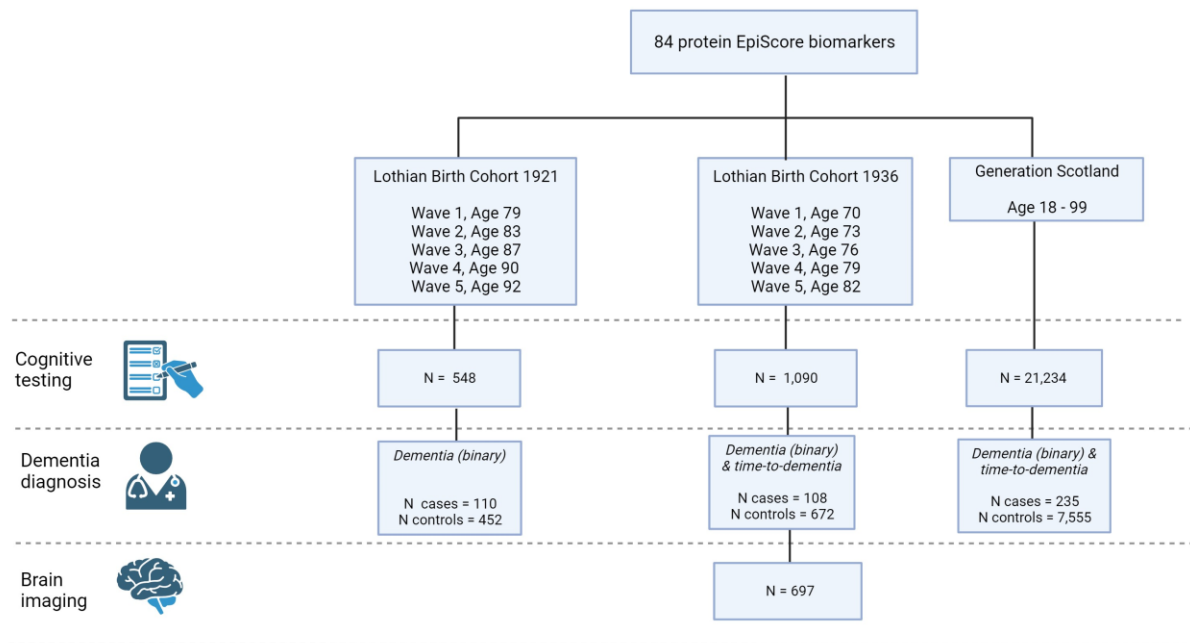 84 protein EpiScore biomarkers
Lothian Birth Cohort 1921
Wave 1, Age 79
Wave 2, Age 83
Wave 3, Age 87
Wave 4, Age 90
Wave 5, Age 92
Lothian Birth Cohort 1936
Wave 1, Age 70
Wave 2, Age 73
Wave 3, Age 76
Wave 4, Age 79
Wave 5, Age 82
Generation Scotland
Age 18 - 99
Cognitive
testing
N = 548
N = 1,090
N = 21,234
Dementia
diagnosis
Dementia (binary)
N cases = 110
N controls = 452
Dementia (binary)
& time-to-dementia
N cases = 108
N controls = 672
Dementia (binary) &
time-to-dementia
N cases = 235
N controls = 7,555
Brain
imaging
N = 697